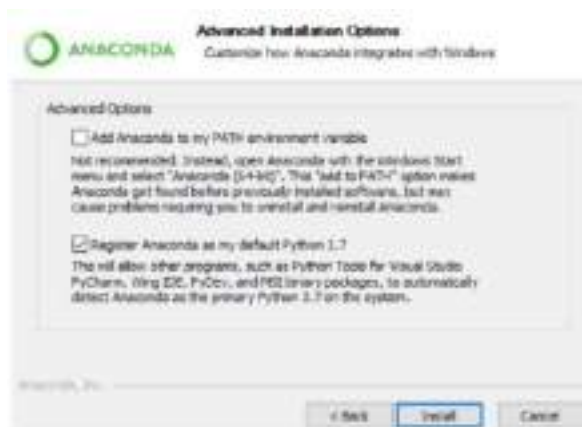 Advanced Installation Options
ANACONDA
Customize how Anaconda integrates with Windows
Advanced Options
Add Anaconda to my PATH environment variable
Not recommended. Instead, open Anaconda with the Windows Start
menu and select "Anaconda (64-bit)". This "add to PATH" option makes
Anaconda get found before previously installed software, but may
cause problems requiring you to uninstall and reinstall Anaconda.
Register Anaconda as my default Python 3.7
This will allow other programs, such as Python Tools for Visual Studio
PyCharm, Wing IDE, PyDev, and MSI binary packages, to automatically
detect Anaconda as the primary Python 3.7 on the system.
Anaconda, Inc.
< Back
Install
Cancel